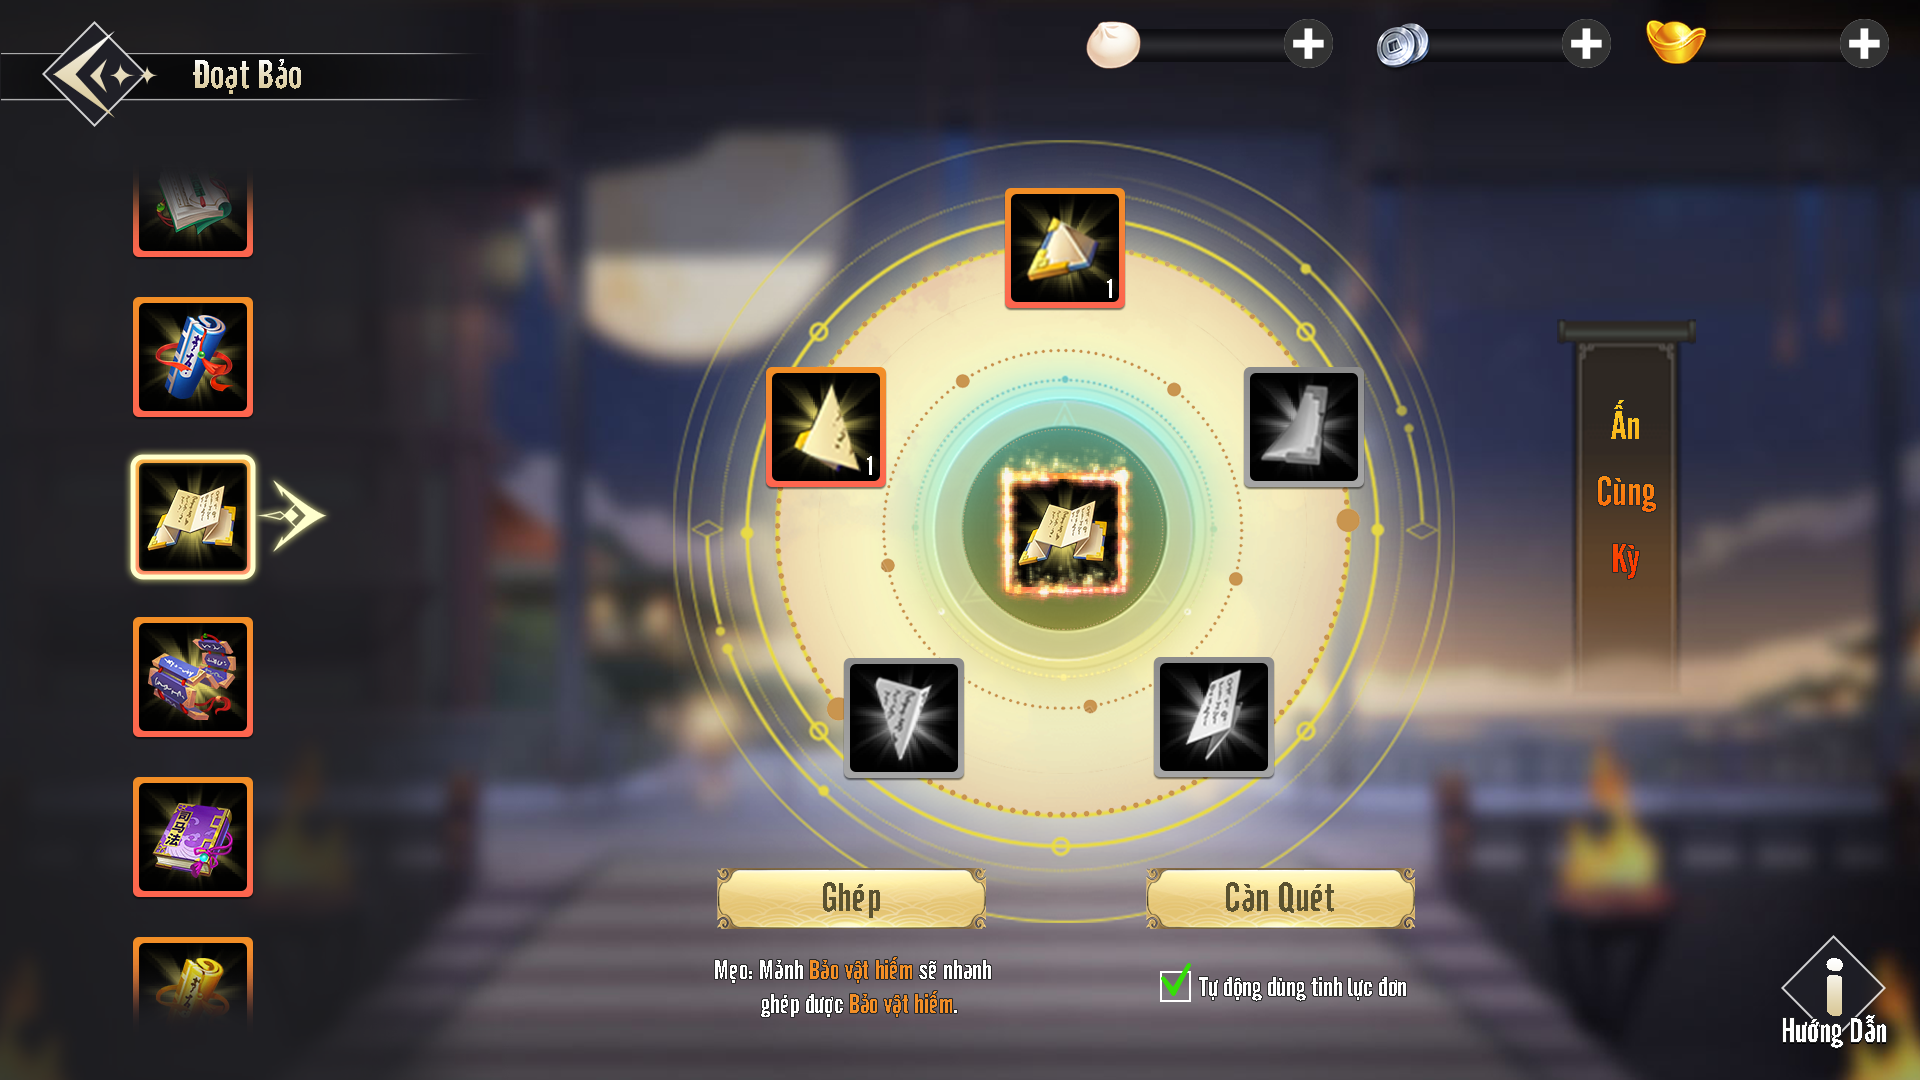 Đoạt Bảo
1
1
Ấn
Cùng
Kỳ
Ghép
Càn Quét
Mẹo: Mảnh Bảo vật hiếm sẽ nhanh
ghép được Bảo vật hiếm.
Tự động dùng tinh lực đơn
Hướng Dẫn